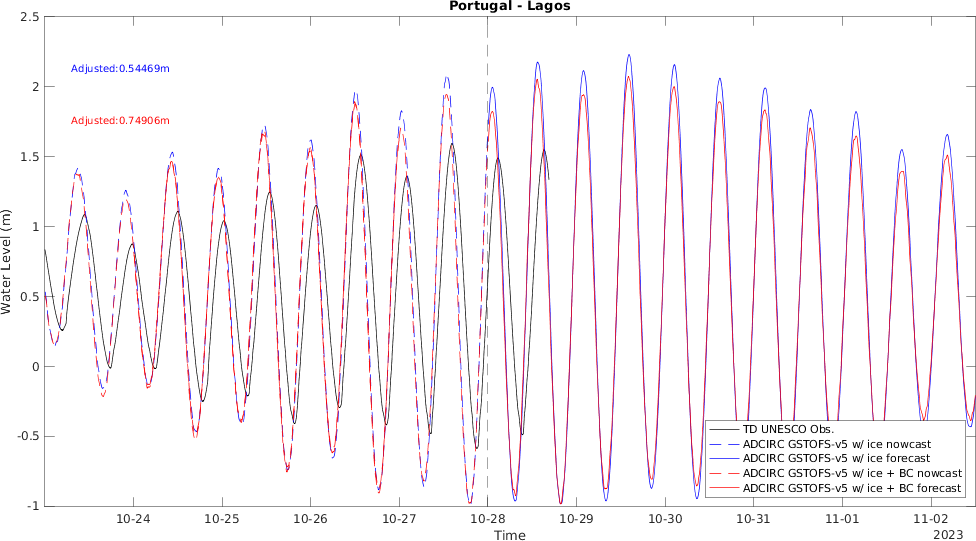 Portugal - Lagos
2.5
2
1.5
1
0.5
0
-0.5
-1
Water Level (m)
Adjusted:0.54469m
Adjusted:0.74906m
TD UNESCO Obs.
ADCIRC GSTOFS-v5 w/ ice nowcast
ADCIRC GSTOFS-v5 w/ ice forecast
ADCIRC GSTOFS-v5 w/ ice + BC nowcast
ADCIRC GSTOFS-v5 w/ ice + BC forecast
10-24 10-25 10-26 10-27 10-28 10-29 10-30 10-31 11-01 11-02
Time
2023